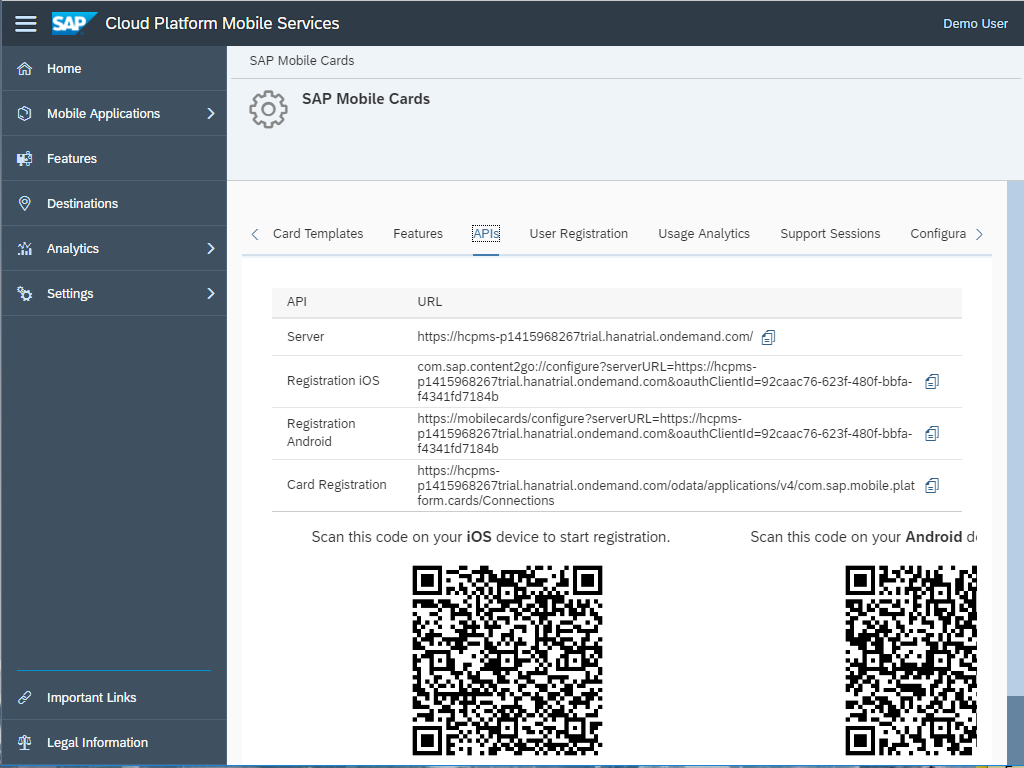 SAP Cloud Platform Mobile Services
Demo User
Home
Mobile Applications
Features
Destinations
Analytics
Settings
Important Links
Legal Information
SAP Mobile Cards
SAP Mobile Cards
Card Templates Features APIs User Registration Usage Analytics Support Sessions Configura
API URL
Server https://hcpms-p1415968267trial.hanatrial.ondemand.com/
Registration iOS
com.sap.content2go://configure?serverURL=https://hcpms-
p1415968267trial.hanatrial.ondemand.com&oauthClientId=92caac76-623f-480f-bbfa-
f4341fd7184b
Registration
Android
https://mobilecards/configure?serverURL=https://hcpms-
p1415968267trial.hanatrial.ondemand.com&oauthClientId=92caac76-623f-480f-bbfa-
f4341fd7184b
Card Registration
https://hcpms-
p1415968267trial.hanatrial.ondemand.com/odata/applications/v4/com.sap.mobile.plat
form.cards/Connections
Scan this code on your iOS device to start registration.
Scan this code on your Android de